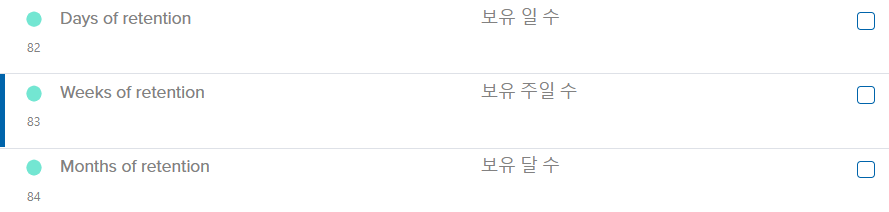 Days of retention 보유 일 수
82
Weeks of retention 보유 주일 수
83
Months of retention 보유 달 수
84